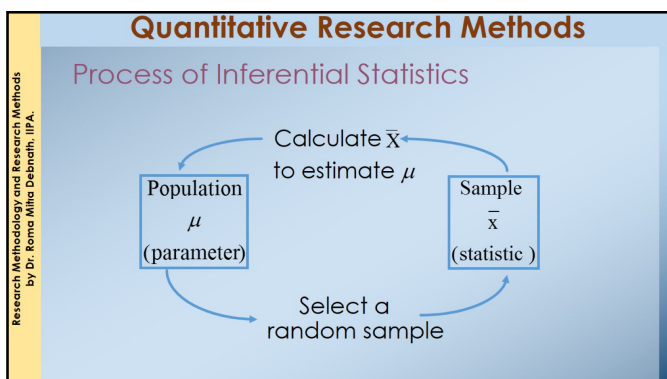 Quantitative Research Methods
Research Methodology and Research Methods
by Dr. Roma Mitra Debnath, IIPA.
Process of Inferential Statistics
Calculate x̅
to estimate μ
Population
μ
(parameter)
Sample
x̅
(statistic )
Select a
random sample